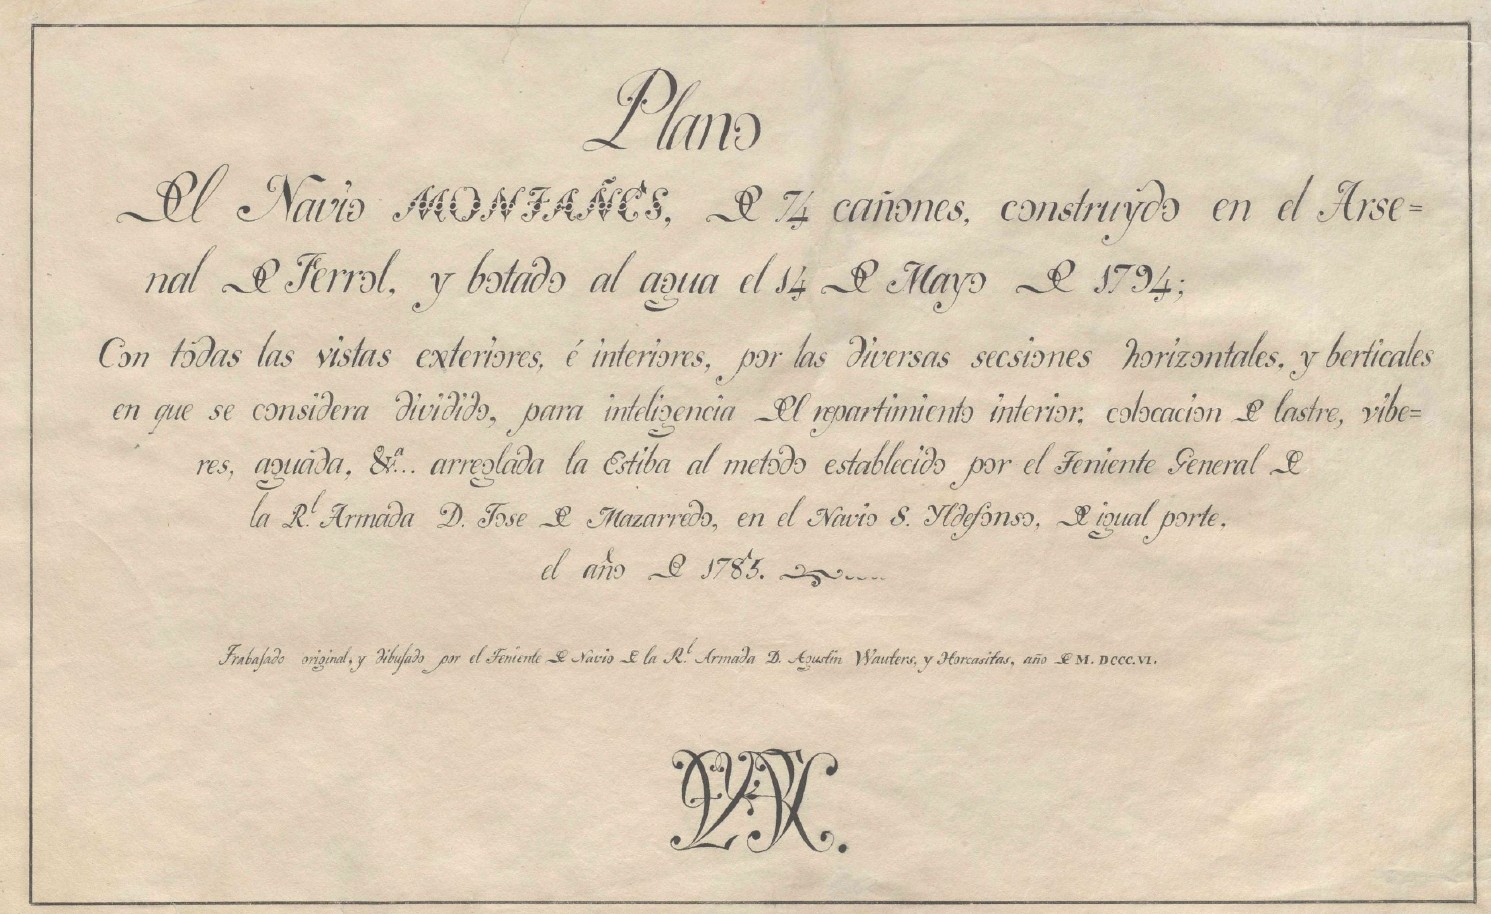 Plano
Del Navio MONTAÑES, de 74 cañones, construydo en el Arse=
nal de Ferrol, y botado al agua el 14 de Mayo de 1794;
Con todas las vistas exteriores, é interiores, por las diversas secsiones horizontales, y berticales
en que se considera dividido, para inteligencia del repartimiento interior, colocacion de lastre, vibe=
res, aguada, &a... arreglada la Estiba al metodo establecido por el Teniente General de
la Rl. Armada D. Jose de Mazarredo, en el Navio S. Yldefonso, de igual porte,
el año de 1785.
Trabajado original, y dibujado por el Teniente de Navio de la Rl. Armada D. Agustin Wauters, y Horcasitas, año de M. DCCC.VI.